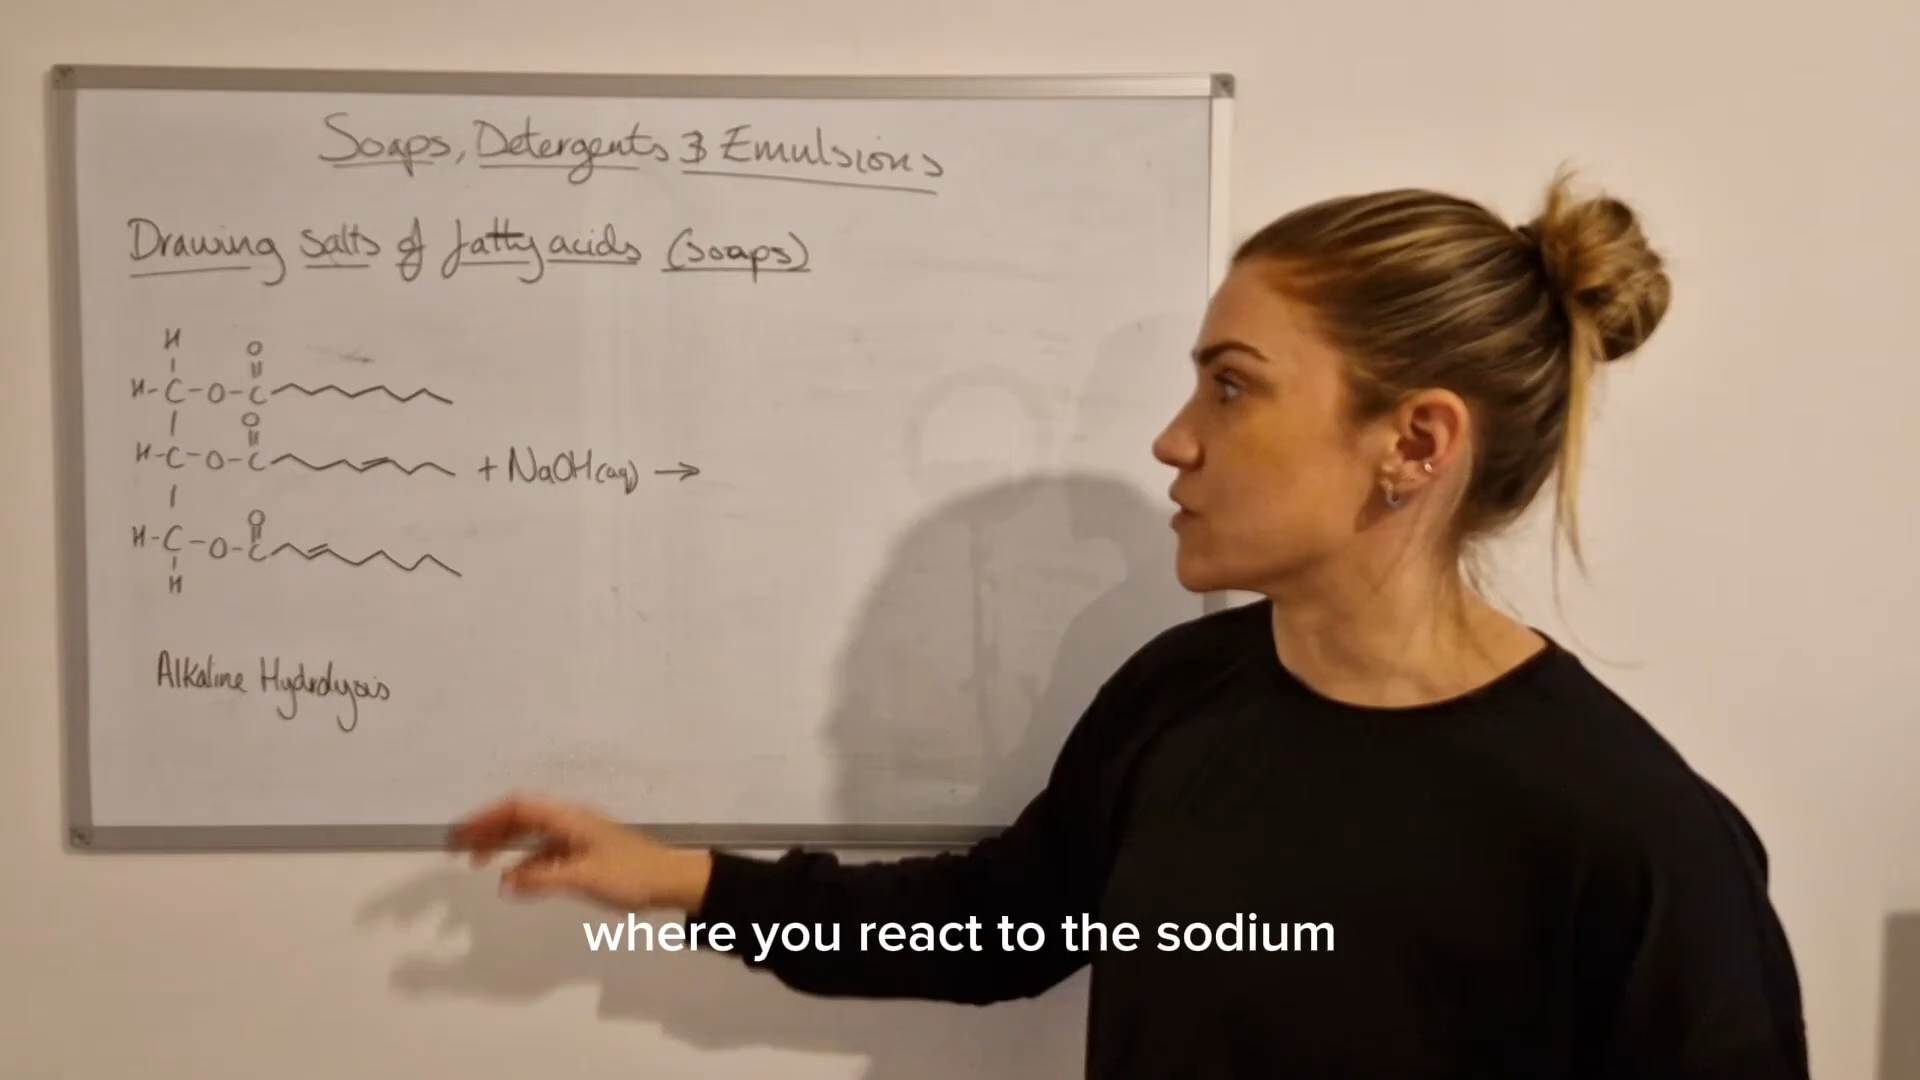 Soaps, Detergents & Emulsions
Drawing salts of fatty acids (soaps)
H O
H-C-O-C
O
H-C-O-C + NaOH(aq) →
O
H-C-O-C
H
Alkaline Hydrolysis
where you react to the sodium